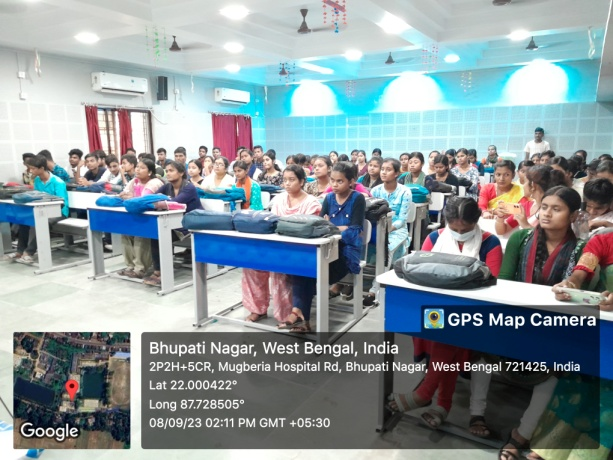 GPS Map Camera
Bhupati Nagar, West Bengal, India
2P2H+5CR, Mugberia Hospital Rd, Bhupati Nagar, West Bengal 721425, India
Lat 22.000422°
Long 87.728505°
08/09/23 02:11 PM GMT +05:30
Google